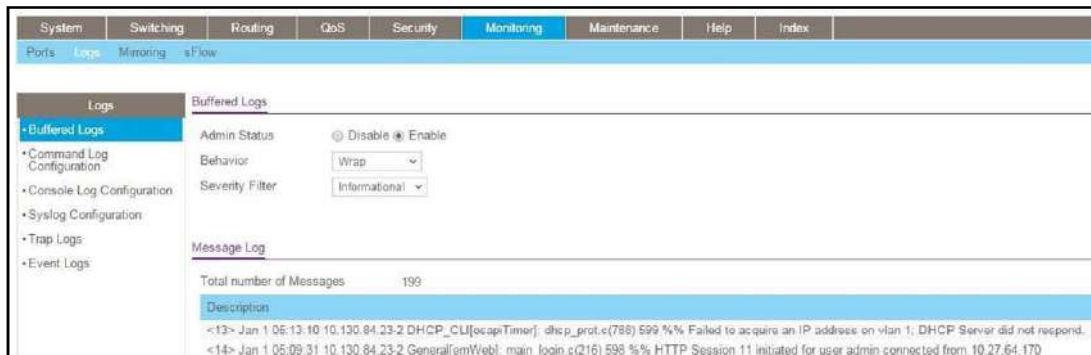 System Switching Routing QoS Security Monitoring Maintenance Help Index
Ports Logs Mirroring sFlow
Logs
• Buffered Logs
• Command Log
Configuration
• Console Log Configuration
• Syslog Configuration
• Trap Logs
• Event Logs
Buffered Logs
Admin Status Disable Enable
Behavior Wrap
Severity Filter Informational
Message Log
Total number of Messages 199
Description
<13> Jan 1 05:13:10 10.130.84.23-2 DHCP_CLI[osapiTimer]: dhcp_prot.c(788) 599 %% Failed to acquire an IP address on vlan 1; DHCP Server did not respond.
<14> Jan 1 05:09:31 10.130.84.23-2 General[emWeb]: main_login.c(216) 598 %% HTTP Session 11 initiated for user admin connected from 10.27.64.170